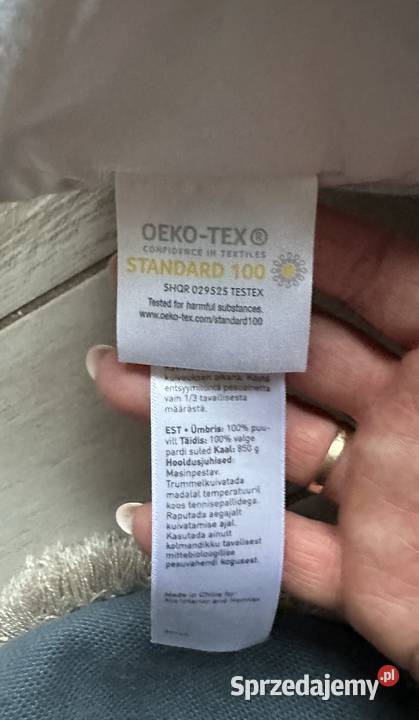 OEKO-TEX®
CONFIDENCE IN TEXTILES
STANDARD 100
SHQR 029525 TESTEX
Tested for harmful substances.
www.oeko-tex.com/standard100
entsyymitöntä pesuainetta
vain 1/3 tavallisesta
määrästä.
EST • Ümbris: 100% puu-
vill Täidis: 100% valge
pardi suled Kaal: 850 g
Hooldusjuhised:
Masinpestav.
Trummelkuivatada
madalal temperatuuril
koos tennisepallidega.
Raputada aegajalt
kuivatamise ajal.
Kasutada ainult
kolmandikku tavalisest
mittebioloogilise
pesuvahendi kogusest.
Made in China for
Sprzedajemy.pl